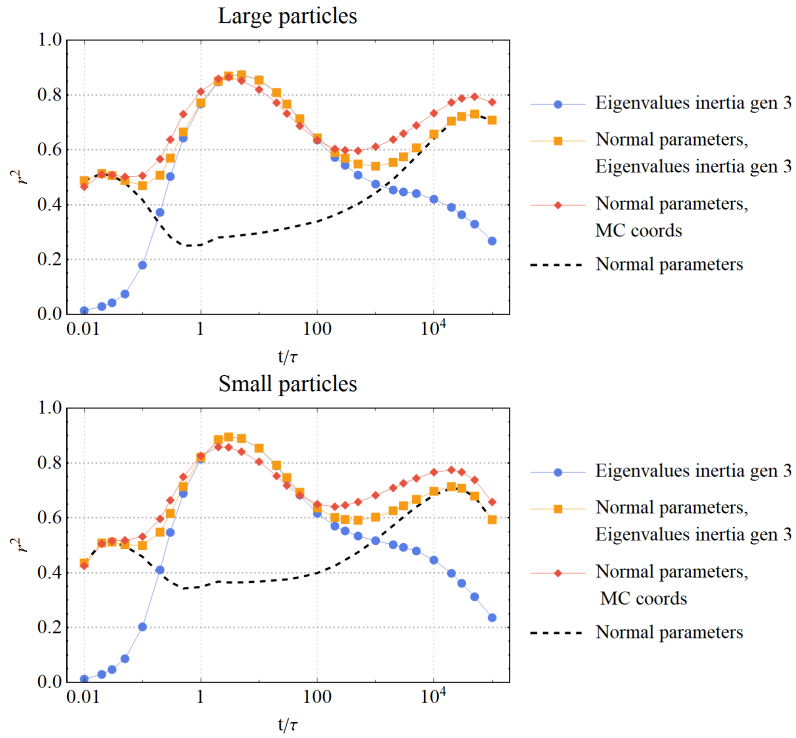 Large particles
1.0
0.8
0.6
0.4
0.2
0.0
r²
0.01
1
100
10⁴
t/τ
Eigenvalues inertia gen 3
Normal parameters,
Eigenvalues inertia gen 3
Normal parameters,
MC coords
Normal parameters
Small particles
1.0
0.8
0.6
0.4
0.2
0.0
r²
0.01
1
100
10⁴
t/τ
Eigenvalues inertia gen 3
Normal parameters,
Eigenvalues inertia gen 3
Normal parameters,
MC coords
Normal parameters